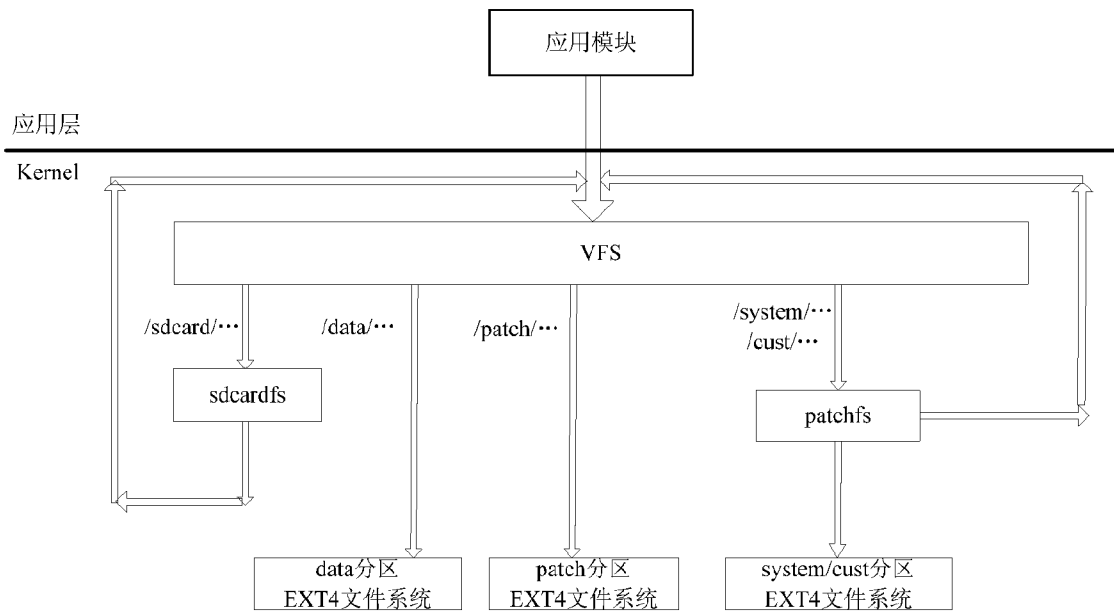 应用模块
应用层
Kernel
VFS
/sdcard/…
/data/…
/patch/…
/system/…
/cust/…
sdcardfs
patchfs
data分区
EXT4文件系统
patch分区
EXT4文件系统
system/cust分区
EXT4文件系统